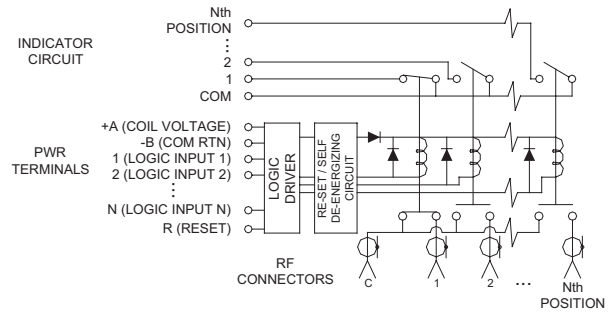 Nth
POSITION
INDICATOR
CIRCUIT
2
1
COM
+A (COIL VOLTAGE)
-B (COM RTN)
1 (LOGIC INPUT 1)
2 (LOGIC INPUT 2)
N (LOGIC INPUT N)
R (RESET)
PWR
TERMINALS
LOGIC
DRIVER
RE-SET / SELF
DE-ENERGIZING
CIRCUIT
RF
CONNECTORS
C
1
2
...
Nth
POSITION